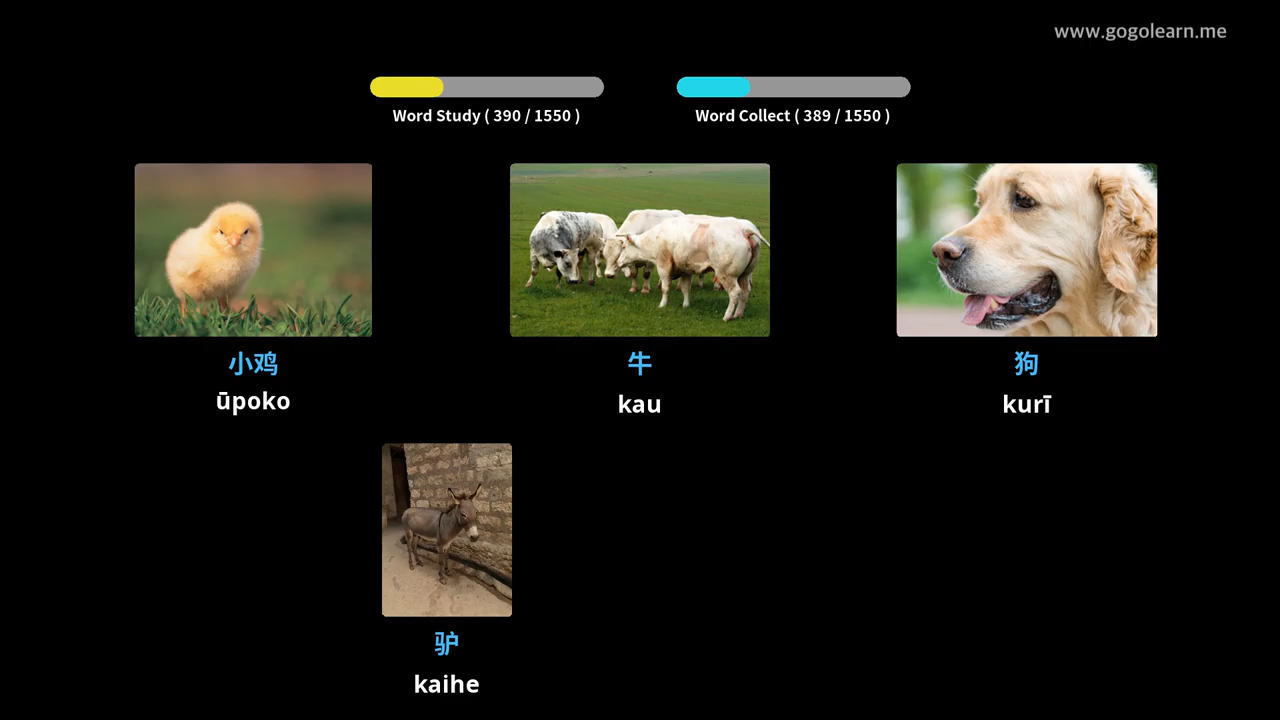 www.gogolearn.me
Word Study ( 390 / 1550 )
Word Collect ( 389 / 1550 )
小鸡
牛
狗
ūpoko
kau
kurī
驴
kaihe